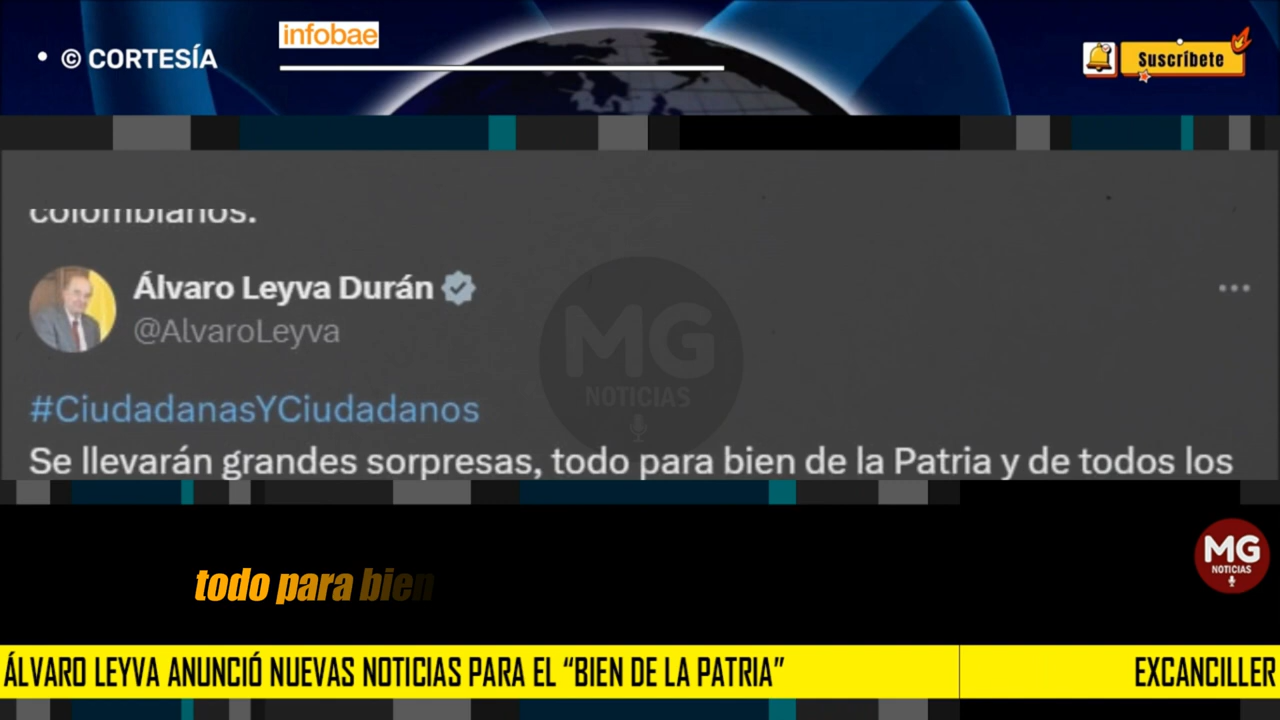 • © CORTESÍA
infobae
Suscríbete
colombianos.
Álvaro Leyva Durán
@AlvaroLeyva
#CiudadanasYCiudadanos
Se llevarán grandes sorpresas, todo para bien de la Patria y de todos los
MG
NOTICIAS
todo para bien
MG
NOTICIAS
ÁLVARO LEYVA ANUNCIÓ NUEVAS NOTICIAS PARA EL “BIEN DE LA PATRIA”
EXCANCILLER